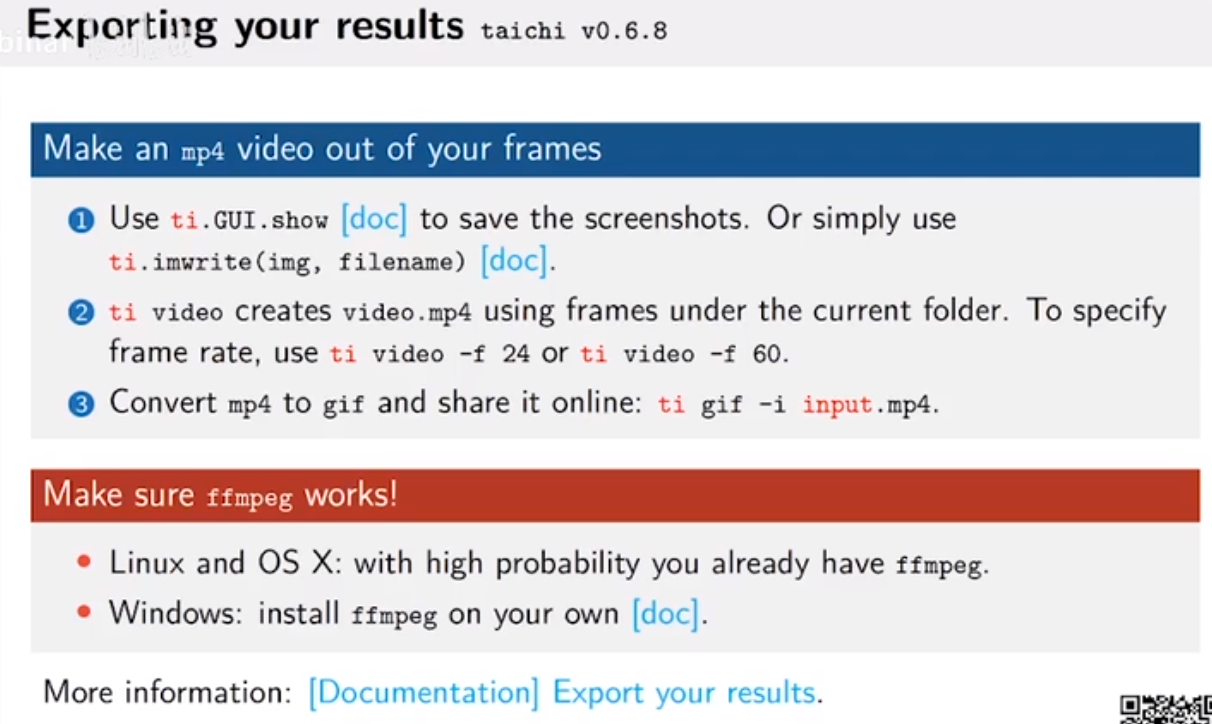 Exporting your results taichi v0.6.8
Make an mp4 video out of your frames
1 Use ti.GUI.show [doc] to save the screenshots. Or simply use
ti.imwrite(img, filename) [doc].
2 ti video creates video.mp4 using frames under the current folder. To specify
frame rate, use ti video -f 24 or ti video -f 60.
3 Convert mp4 to gif and share it online: ti gif -i input.mp4.
Make sure ffmpeg works!
• Linux and OS X: with high probability you already have ffmpeg.
• Windows: install ffmpeg on your own [doc].
More information: [Documentation] Export your results.